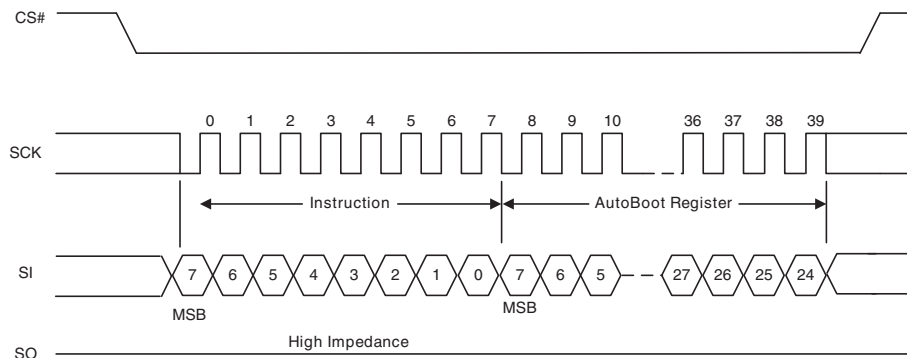 CS#
0 1 2 3 4 5 6 7 8 9 10 36 37 38 39
SCK
Instruction AutoBoot Register
SI 7 6 5 4 3 2 1 0 7 6 5 27 26 25 24
MSB MSB
High Impedance
SO